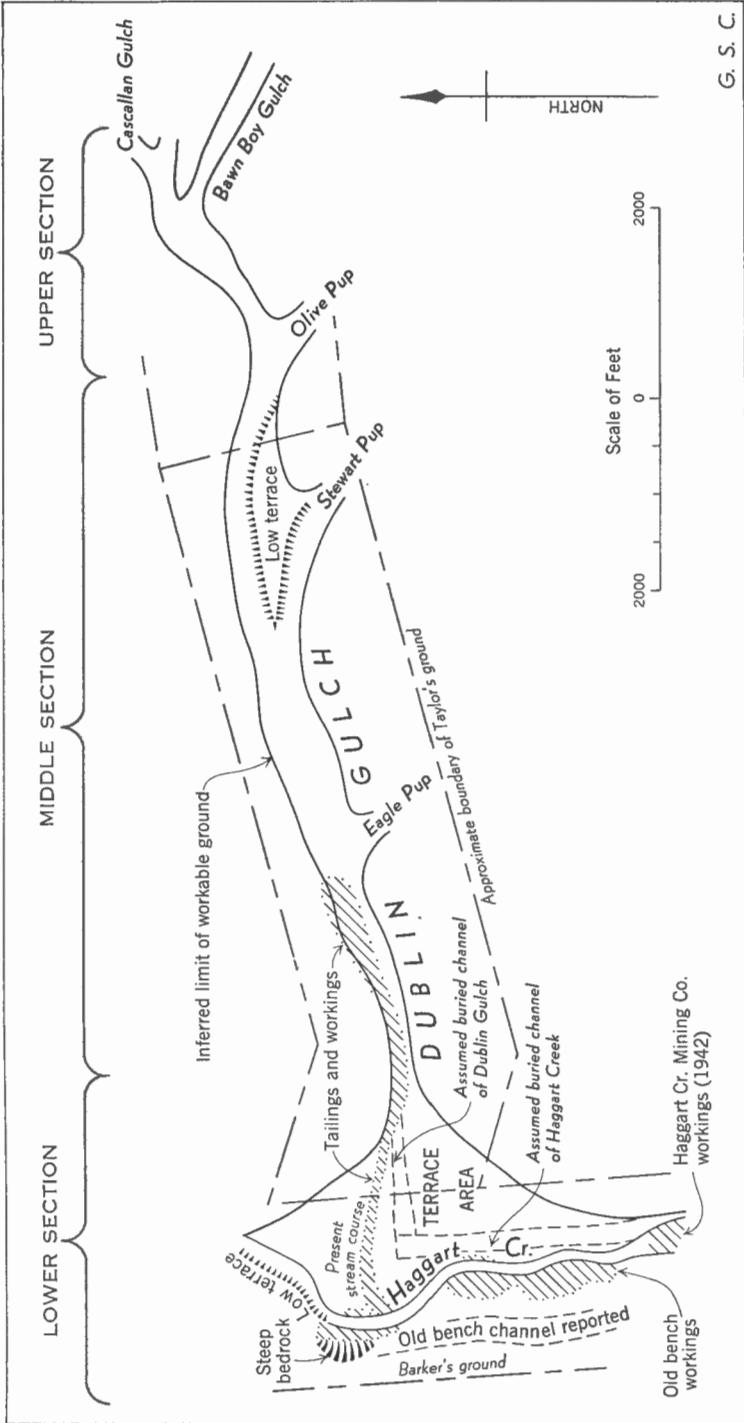 LOWER SECTION
MIDDLE SECTION
UPPER SECTION
Cascallan Gulch
Bawn Boy Gulch
Olive Pup
Stewart Pup
Low terrace
Inferred limit of workable ground
GULCH
Eagle Pup
DUBLIN
Approximate boundary of Taylor's ground
Tailings and workings
Assumed buried channel
of Dublin Gulch
Assumed buried channel
of Haggart Creek
TERRACE
AREA
Present
stream course
Haggart Cr.
Low terrace
Steep
bedrock
Old bench channel reported
Barker's ground
Old bench
workings
Haggart Cr. Mining Co.
workings (1942)
Scale of Feet
2000
0
2000
NORTH
G. S. C.